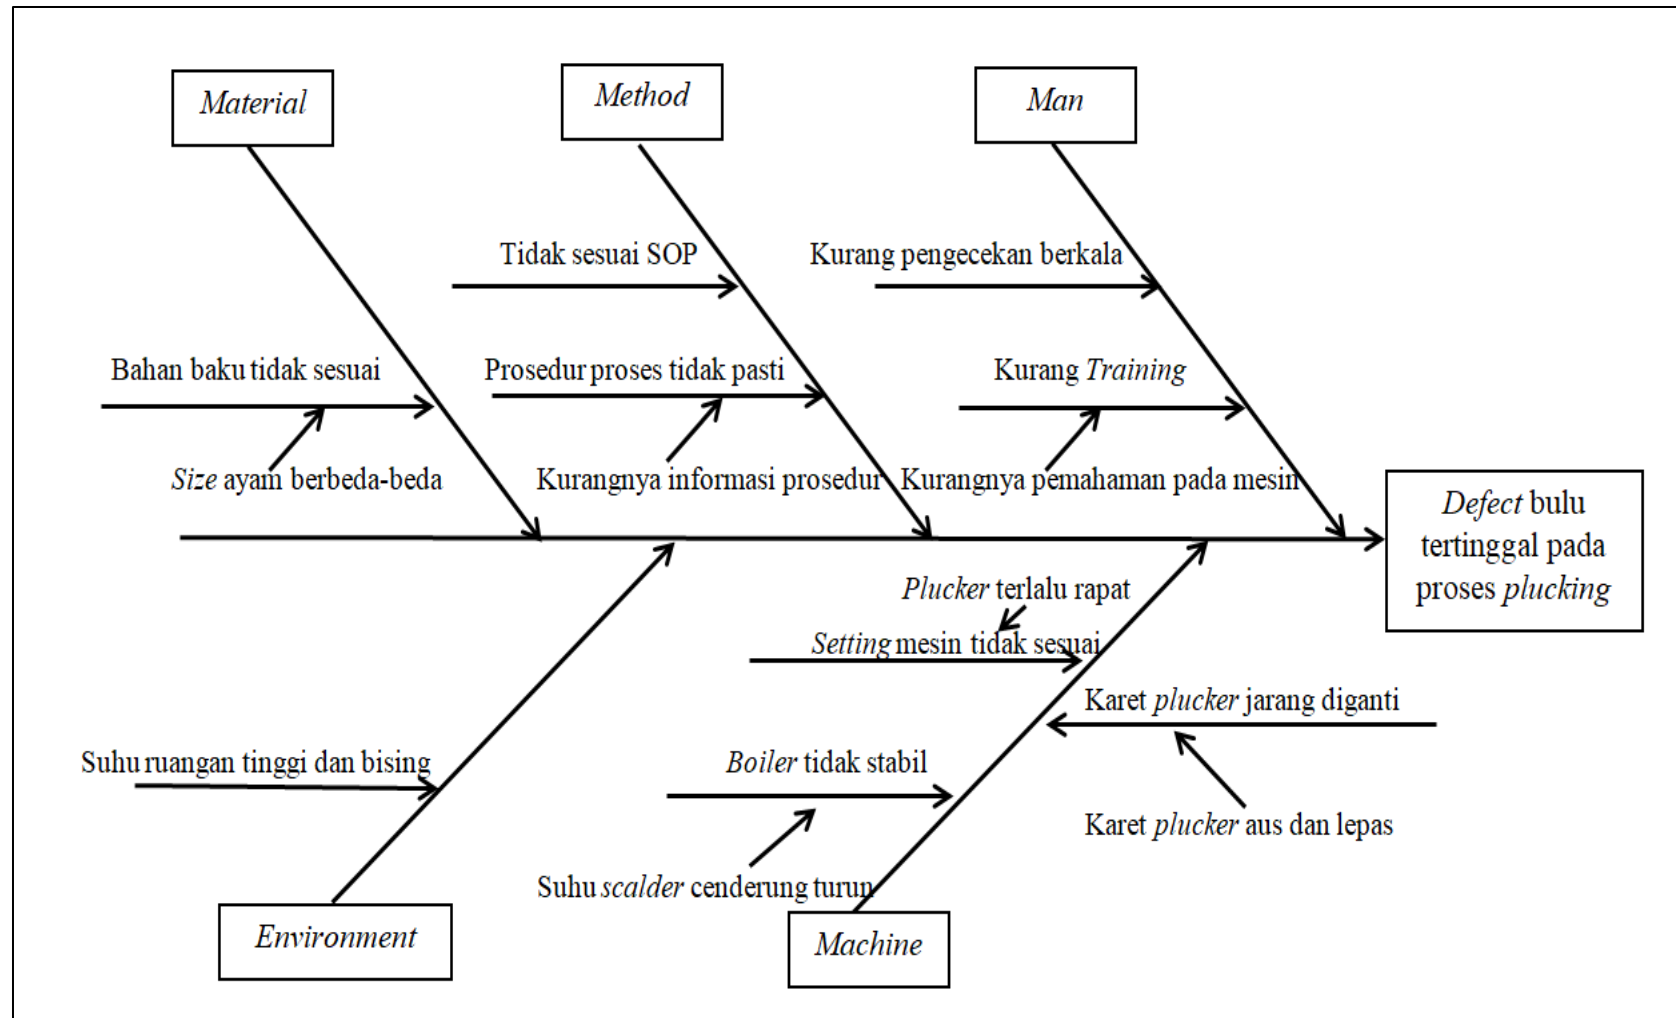 Material
Method
Man
Tidak sesuai SOP
Kurang pengecekan berkala
Bahan baku tidak sesuai
Prosedur proses tidak pasti
Kurang Training
Size ayam berbeda-beda
Kurangnya informasi prosedur
Kurangnya pemahaman pada mesin
Defect bulu
tertinggal pada
proses plucking
Plucker terlalu rapat
Setting mesin tidak sesuai
Karet plucker jarang diganti
Suhu ruangan tinggi dan bising
Boiler tidak stabil
Karet plucker aus dan lepas
Suhu scalder cenderung turun
Environment
Machine